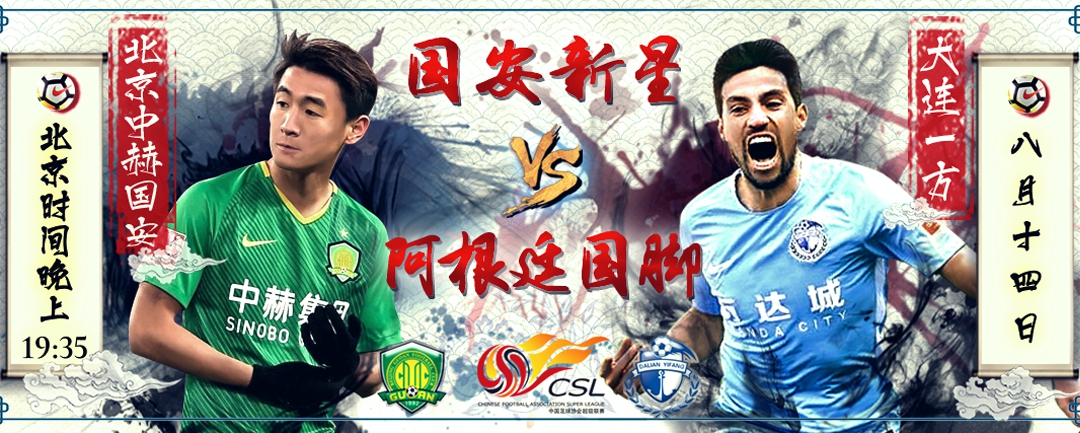 北京中赫国安
北京时间晚上
19:35
国安新星
VS
阿根廷国脚
大连一方
八月十四日
中赫集团
SINOBO
万达城
NDA CITY
GUOAN
1992
CSL
CHINESE FOOTBALL ASSOCIATION SUPER LEAGUE
中国足球协会超级联赛
DALIAN YIFANG